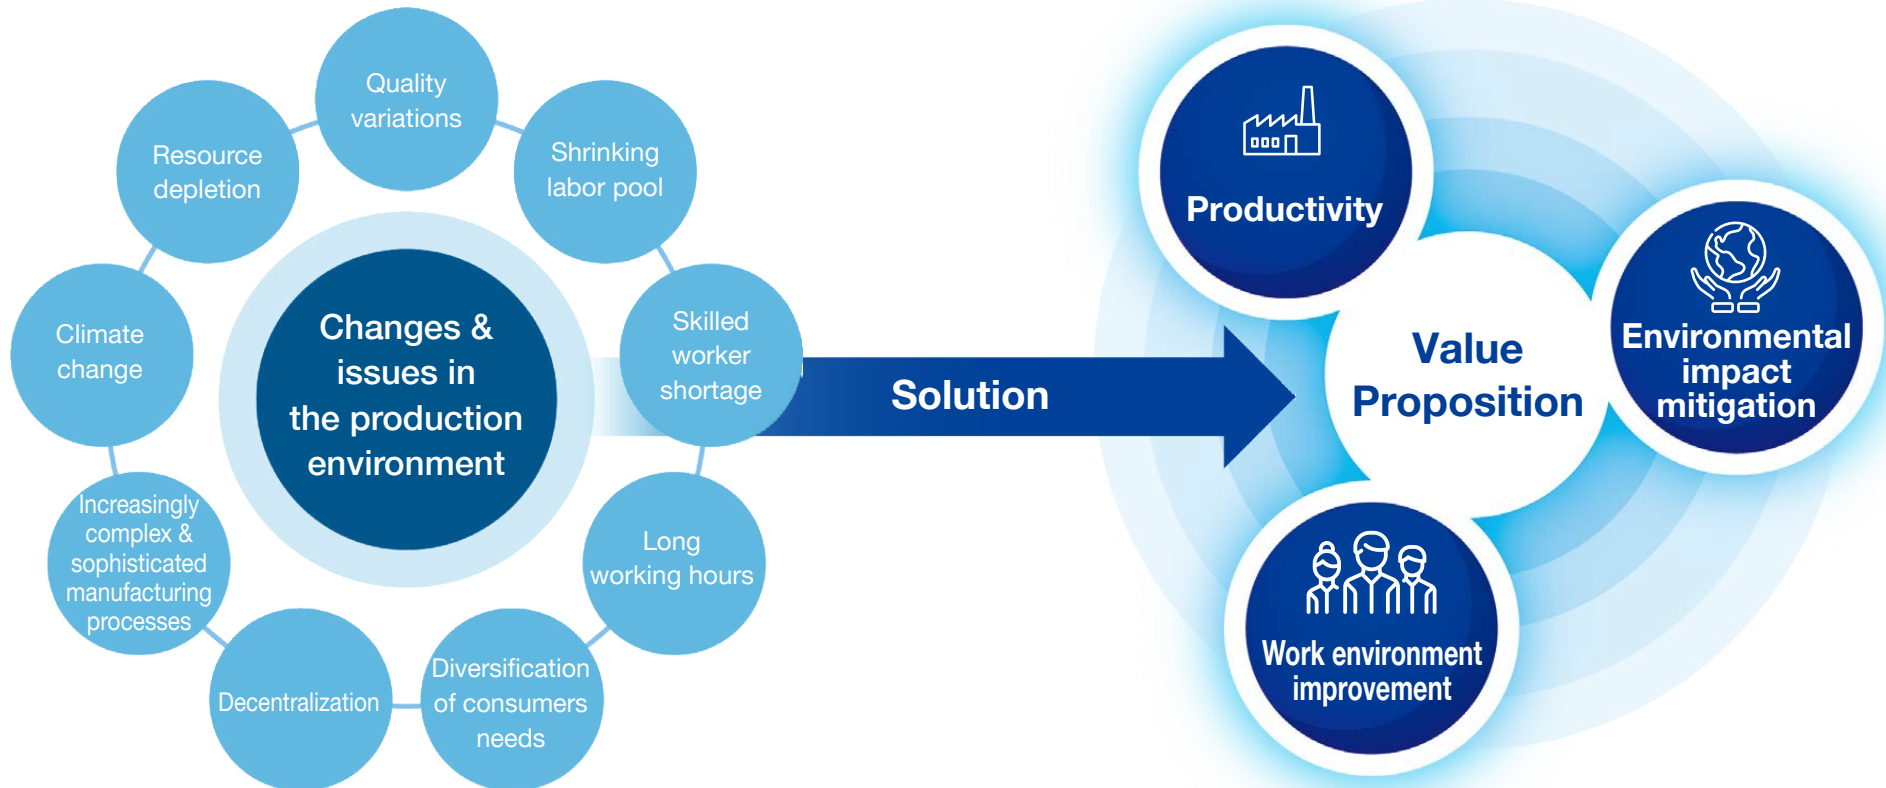 Quality
variations
Shrinking
labor pool
Skilled
worker
shortage
Long
working hours
Diversification
of consumers
needs
Decentralization
Increasingly
complex &
sophisticated
manufacturing
processes
Climate
change
Resource
depletion
Changes &
issues in
the production
environment
Solution
Value
Proposition
Productivity
Environmental
impact
mitigation
Work environment
improvement